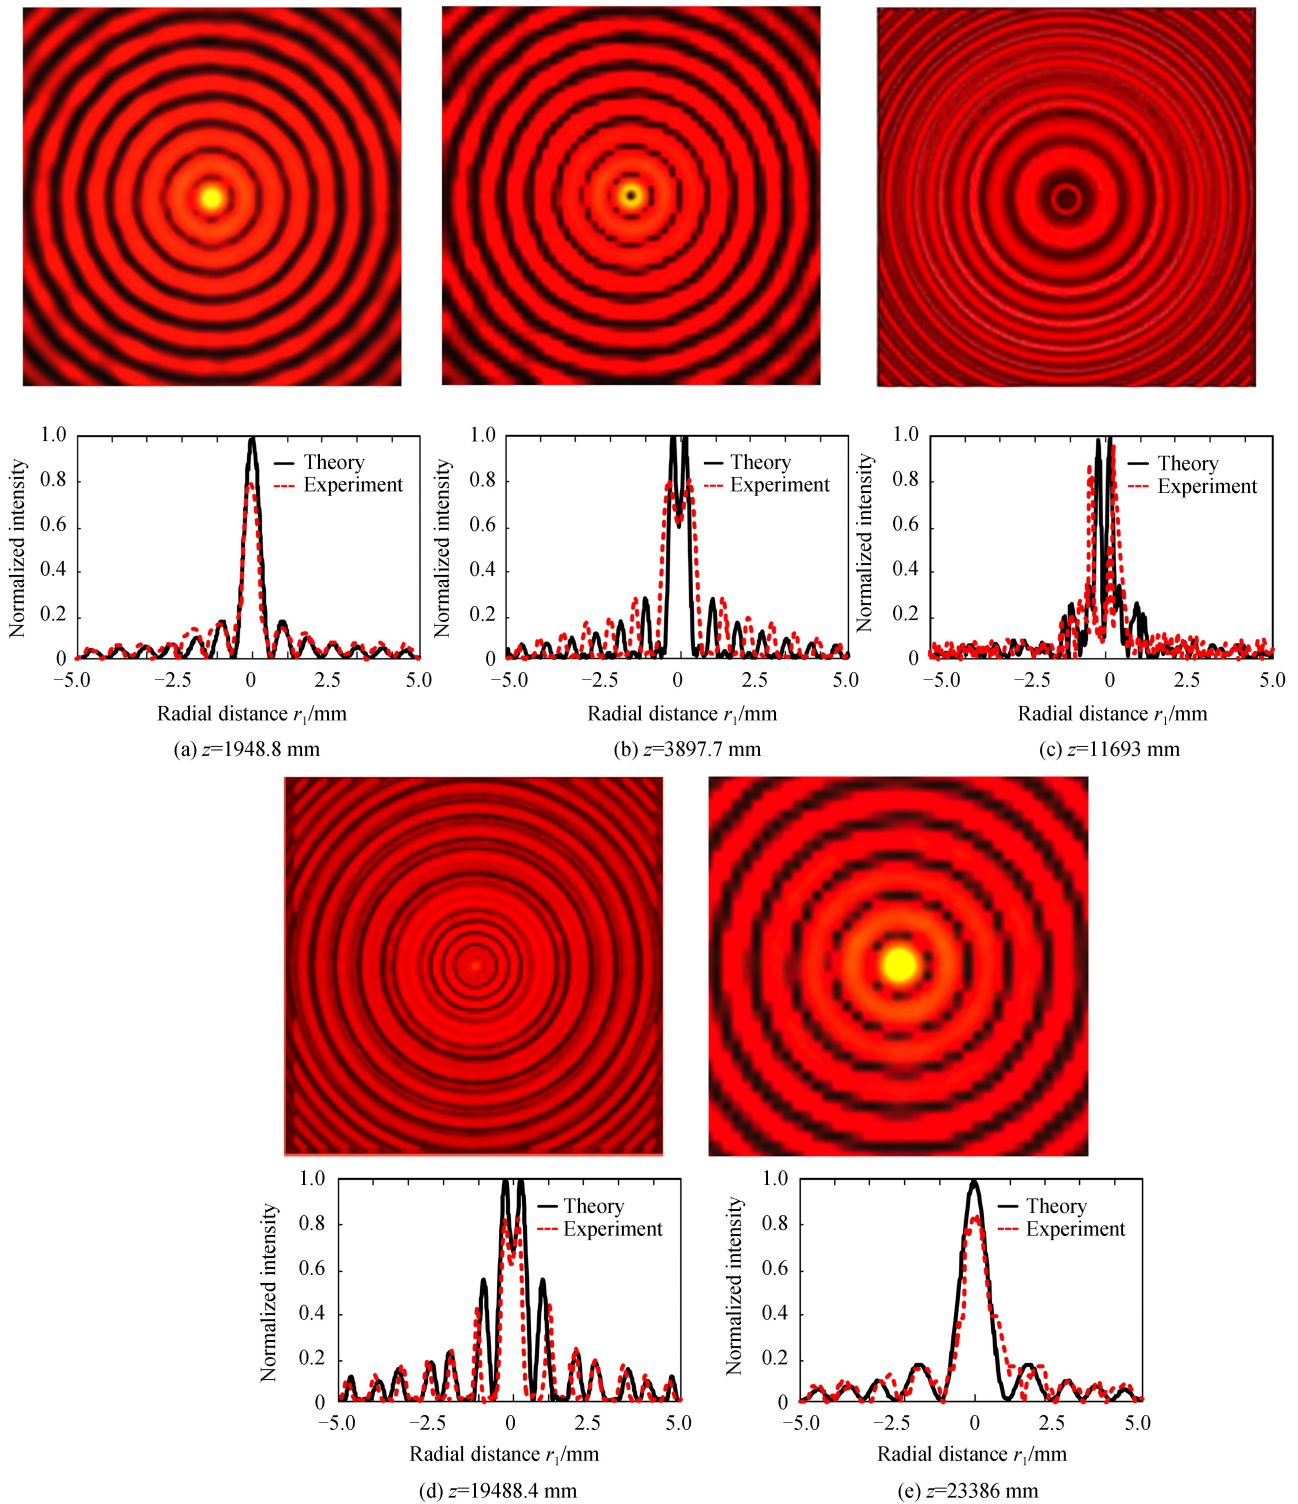 1.0
0.8
0.6
0.4
0.2
0
Normalized intensity
Theory
Experiment
−5.0 −2.5 0 2.5 5.0
Radial distance r₁/mm
(a) z=1948.8 mm
1.0
0.8
0.6
0.4
0.2
0
Normalized intensity
Theory
Experiment
−5.0 −2.5 0 2.5 5.0
Radial distance r₁/mm
(b) z=3897.7 mm
1.0
0.8
0.6
0.4
0.2
0
Normalized intensity
Theory
Experiment
−5.0 −2.5 0 2.5 5.0
Radial distance r₁/mm
(c) z=11693 mm
1.0
0.8
0.6
0.4
0.2
0
Normalized intensity
Theory
Experiment
−5.0 −2.5 0 2.5 5.0
Radial distance r₁/mm
(d) z=19488.4 mm
1.0
0.8
0.6
0.4
0.2
0
Normalized intensity
Theory
Experiment
−5.0 −2.5 0 2.5 5.0
Radial distance r₁/mm
(e) z=23386 mm